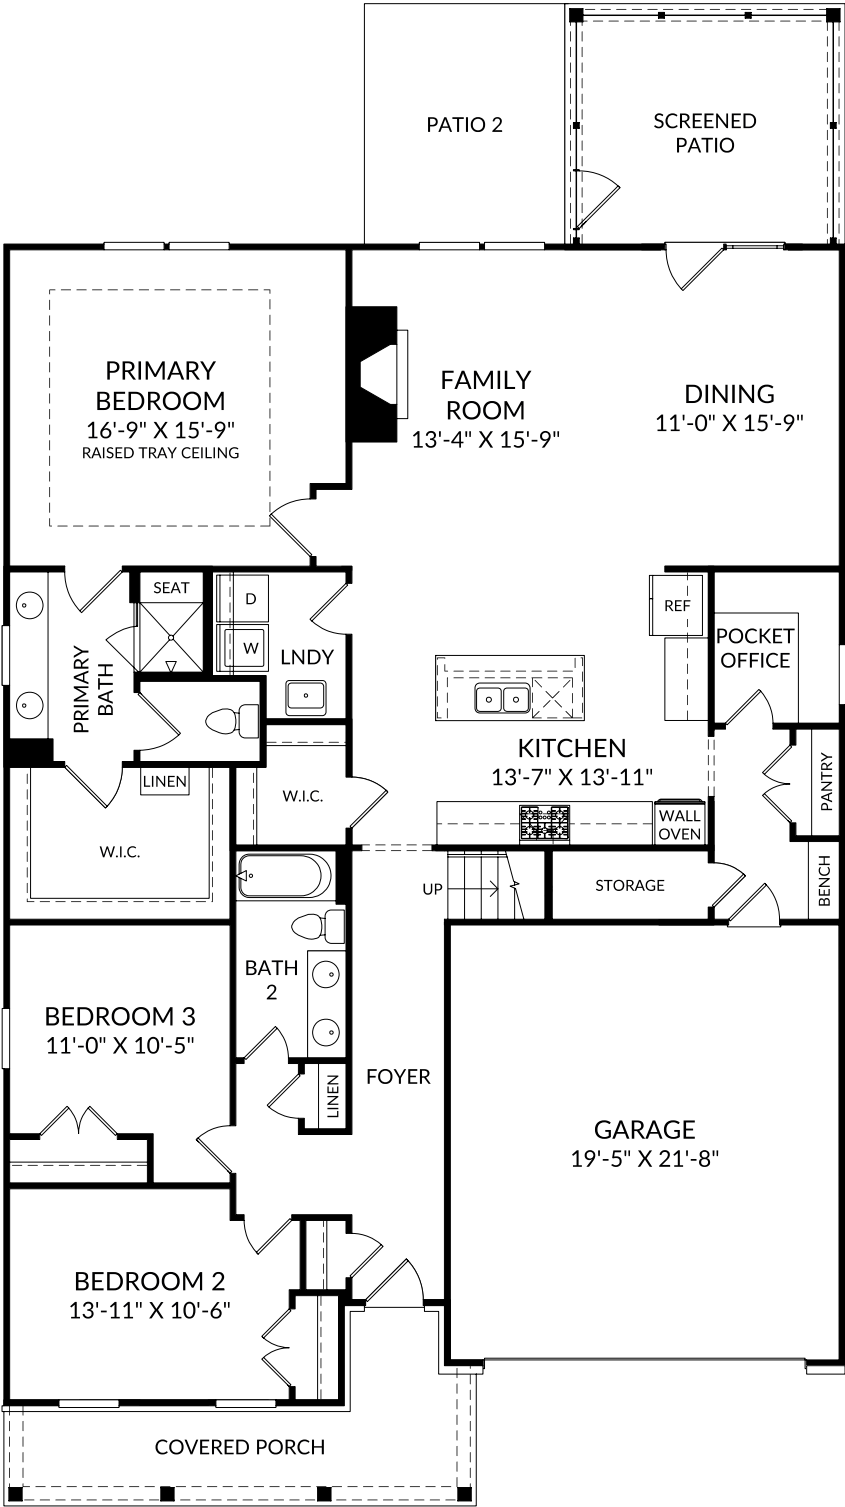 PATIO 2
SCREENED
PATIO
PRIMARY
BEDROOM
16'-9" X 15'-9"
RAISED TRAY CEILING
FAMILY
ROOM
13'-4" X 15'-9"
DINING
11'-0" X 15'-9"
SEAT
D
W
LNDY
PRIMARY
BATH
REF
POCKET
OFFICE
KITCHEN
13'-7" X 13'-11"
LINEN
W.I.C.
W.I.C.
WALL
OVEN
PANTRY
UP
STORAGE
BENCH
BATH
2
BEDROOM 3
11'-0" X 10'-5"
FOYER
LINEN
GARAGE
19'-5" X 21'-8"
BEDROOM 2
13'-11" X 10'-6"
COVERED PORCH